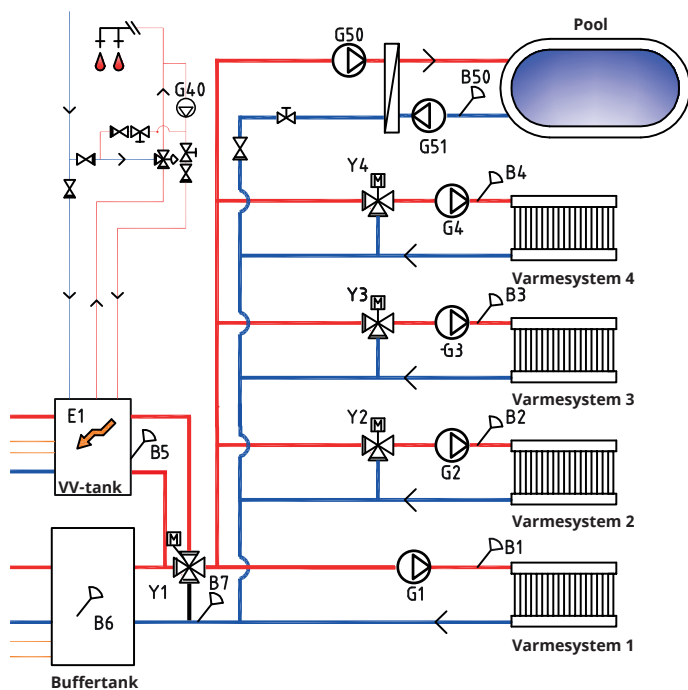 Pool
G50
B50
G40
G51
Y4
M
B4
G4
Varmesystem 4
Y3
M
B3
-G3
Varmesystem 3
Y2
M
B2
G2
Varmesystem 2
E1
B5
VV-tank
M
Y1
B7
B1
G1
B6
Varmesystem 1
Buffertank